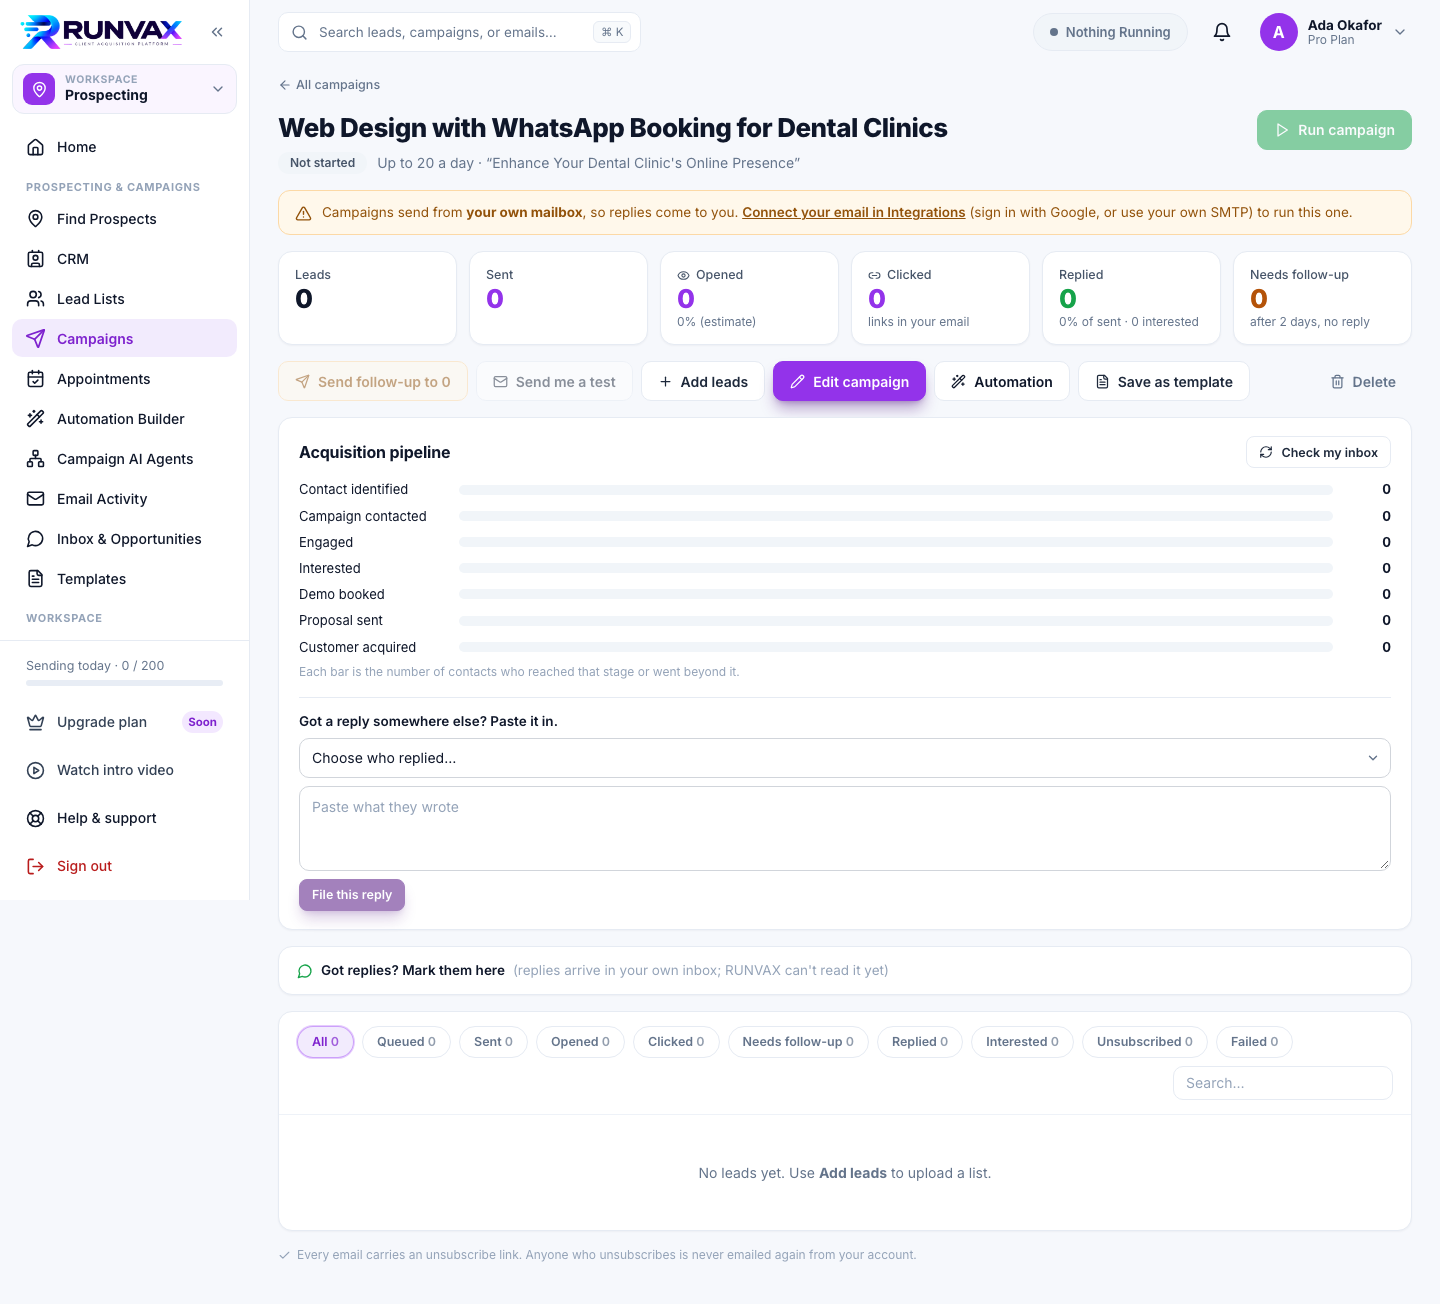 RUNVAX
CLIENT ACQUISITION PLATFORM
WORKSPACE
Prospecting
Home
PROSPECTING & CAMPAIGNS
Find Prospects
CRM
Lead Lists
Campaigns
Appointments
Automation Builder
Campaign AI Agents
Email Activity
Inbox & Opportunities
Templates
WORKSPACE
Sending today · 0 / 200
Upgrade plan Soon
Watch intro video
Help & support
Sign out
Search leads, campaigns, or emails... ⌘ K
Nothing Running
A
Ada Okafor
Pro Plan
All campaigns
Web Design with WhatsApp Booking for Dental Clinics
Run campaign
Not started Up to 20 a day · “Enhance Your Dental Clinic's Online Presence”
Campaigns send from your own mailbox, so replies come to you. Connect your email in Integrations (sign in with Google, or use your own SMTP) to run this one.
Leads
0
Sent
0
Opened
0
0% (estimate)
Clicked
0
links in your email
Replied
0
0% of sent · 0 interested
Needs follow-up
0
after 2 days, no reply
Send follow-up to 0 Send me a test Add leads Edit campaign Automation Save as template Delete
Acquisition pipeline Check my inbox
Contact identified 0
Campaign contacted 0
Engaged 0
Interested 0
Demo booked 0
Proposal sent 0
Customer acquired 0
Each bar is the number of contacts who reached that stage or went beyond it.
Got a reply somewhere else? Paste it in.
Choose who replied...
Paste what they wrote
File this reply
Got replies? Mark them here (replies arrive in your own inbox; RUNVAX can't read it yet)
All 0 Queued 0 Sent 0 Opened 0 Clicked 0 Needs follow-up 0 Replied 0 Interested 0 Unsubscribed 0 Failed 0
Search...
No leads yet. Use Add leads to upload a list.
Every email carries an unsubscribe link. Anyone who unsubscribes is never emailed again from your account.